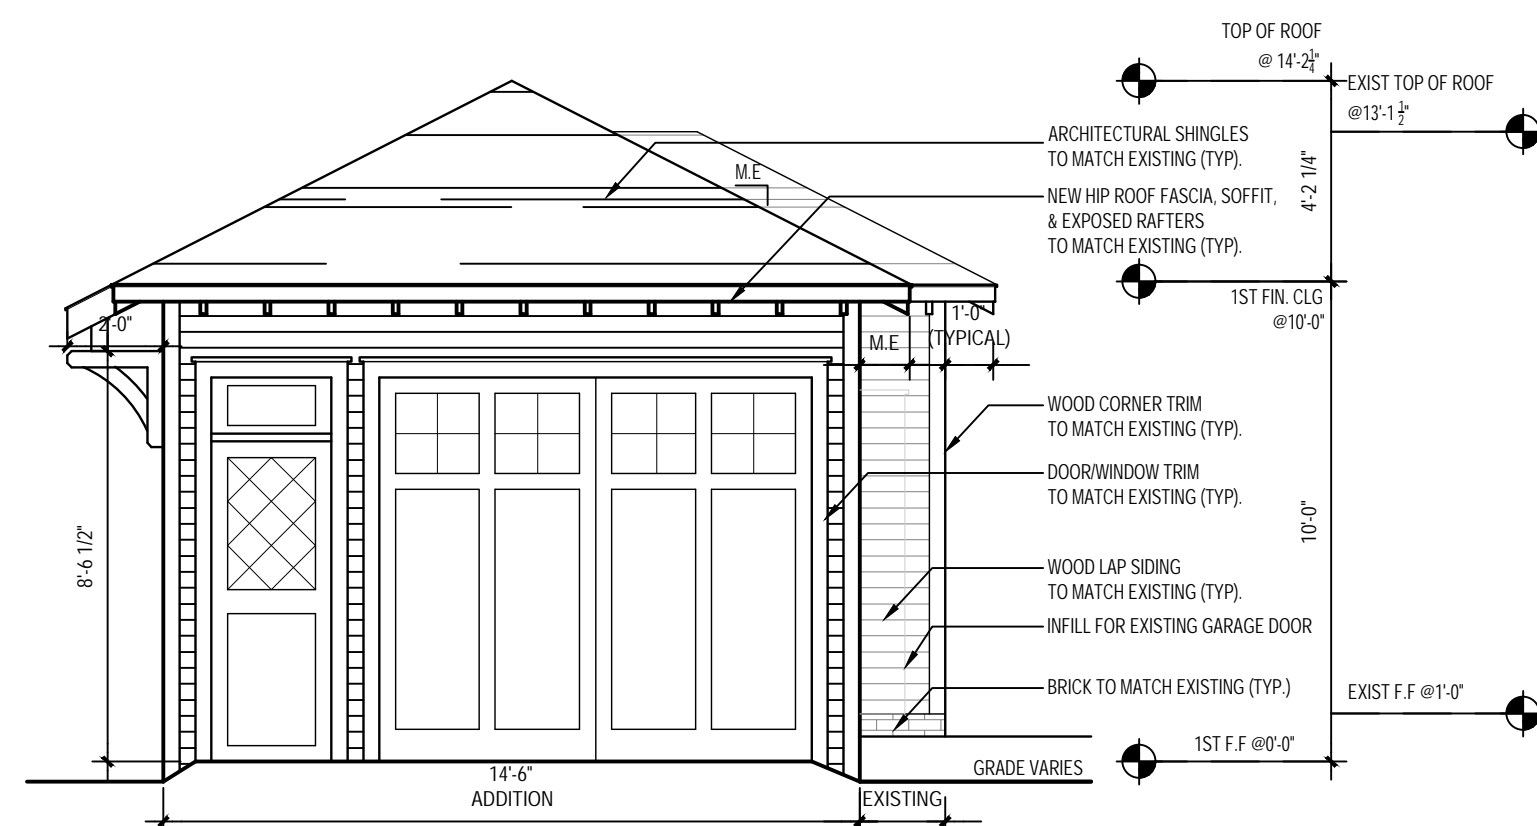 TOP OF ROOF
@ 14'-2 1/4"
EXIST TOP OF ROOF
@13'-1 1/2"
ARCHITECTURAL SHINGLES
TO MATCH EXISTING (TYP).
M.E
NEW HIP ROOF FASCIA, SOFFIT,
& EXPOSED RAFTERS
TO MATCH EXISTING (TYP).
4'-2 1/4"
1ST FIN. CLG
@10'-0"
2'-0"
1'-0"
(TYPICAL)
M.E
WOOD CORNER TRIM
TO MATCH EXISTING (TYP).
DOOR/WINDOW TRIM
TO MATCH EXISTING (TYP).
8'-6 1/2"
10'-0"
WOOD LAP SIDING
TO MATCH EXISTING (TYP).
INFILL FOR EXISTING GARAGE DOOR
BRICK TO MATCH EXISTING (TYP.)
EXIST F.F @1'-0"
1ST F.F @0'-0"
GRADE VARIES
14'-6"
ADDITION
EXISTING